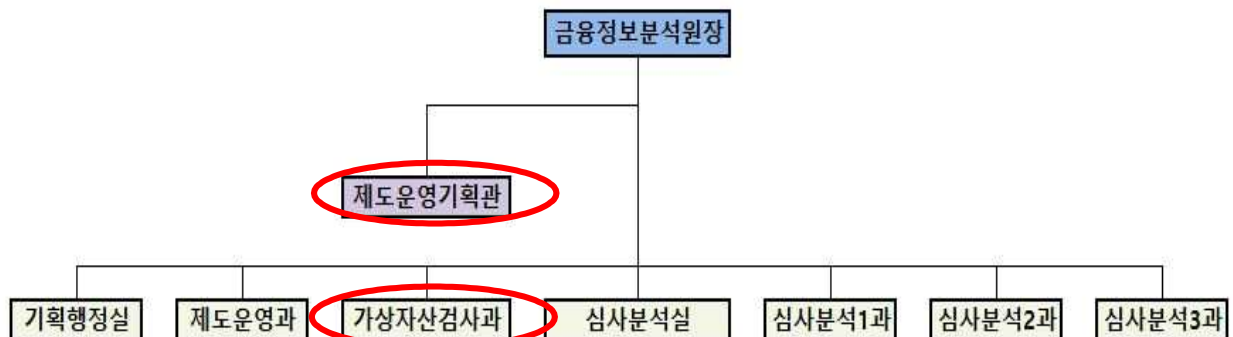 금융정보분석원장
제도운영기획관
기획행정실 제도운영과 가상자산검사과 심사분석실 심사분석1과 심사분석2과 심사분석3과